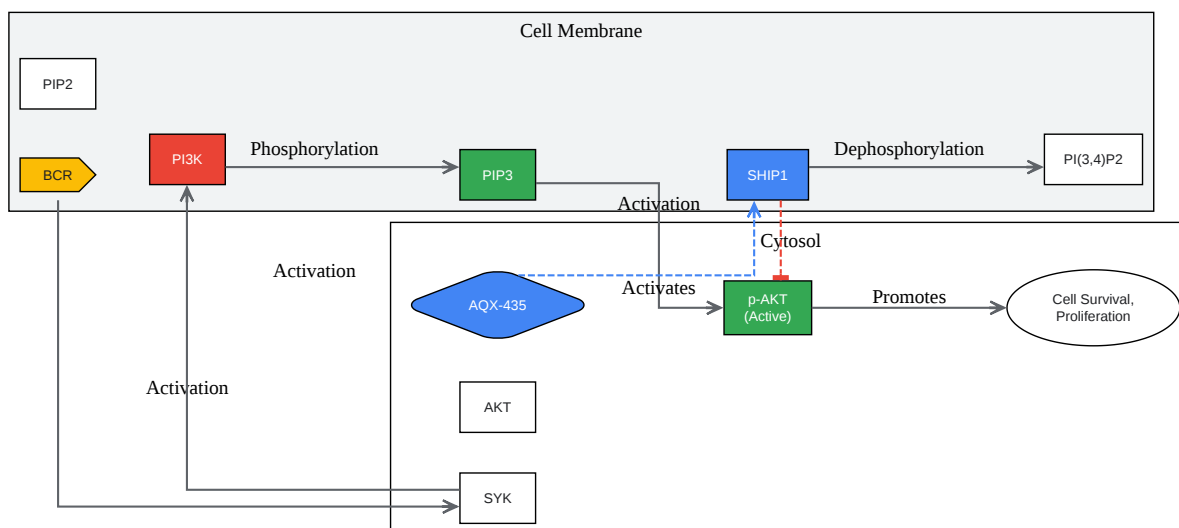 Cell Membrane
PIP2
PI3K
Phosphorylation
Dephosphorylation
BCR
PIP3
SHIP1
PI(3,4)P2
Activation
Cytosol
Activation
Activates
AQX-435
p-AKT
(Active)
Promotes
Cell Survival,
Proliferation
Activation
AKT
SYK